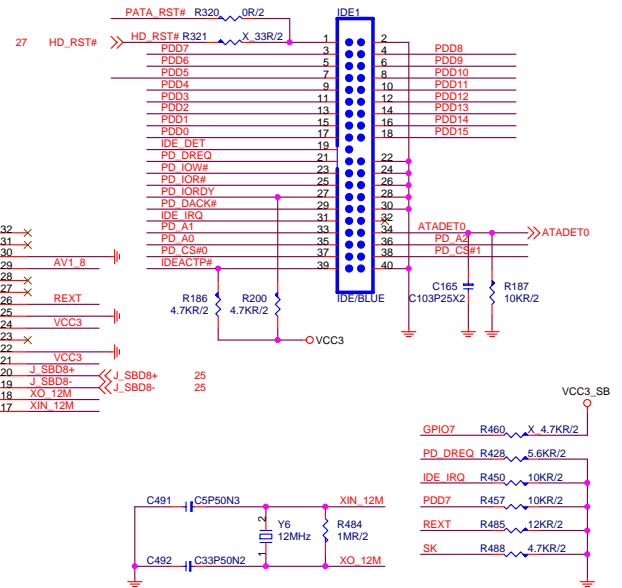 PATA_RST# R320 0R/2 IDE1
27 HD_RST# HD_RST# R321 X_33R/2 1 2
PDD7 3 4 PDD8
PDD6 5 6 PDD9
PDD5 7 8 PDD10
PDD4 9 10 PDD11
PDD3 11 12 PDD12
PDD2 13 14 PDD13
PDD1 15 16 PDD14
PDD0 17 18 PDD15
IDE_DET 19
PD_DREQ 21 22
PD_IOW# 23 24
PD_IOR# 25 26
PD_IORDY 27 28
PD_DACK# 29 30
IDE_IRQ 31 32
PD_A1 33 34 ATADET0 ATADET0
PD_A0 35 36 PD_A2
PD_CS#0 37 38 PD_CS#1
IDEACTP# 39 40
IDE/BLUE
R186
4.7KR/2
R200
4.7KR/2
VCC3
C165
C103P25X2
R187
10KR/2
32
31
30
29 AV1_8
28
27
26 REXT
25
24 VCC3
23
22
21 VCC3
20 J_SBD8+ J_SBD8+ 25
19 J_SBD8- J_SBD8- 25
18 XO_12M
17 XIN_12M
VCC3_SB
GPIO7 R460 X_4.7KR/2
PD_DREQ R428 5.6KR/2
IDE_IRQ R450 10KR/2
PDD7 R457 10KR/2
REXT R485 12KR/2
SK R488 4.7KR/2
C491 C5P50N3 XIN_12M
2
Y6
12MHz
1
R484
1MR/2
C492 C33P50N2 XO_12M